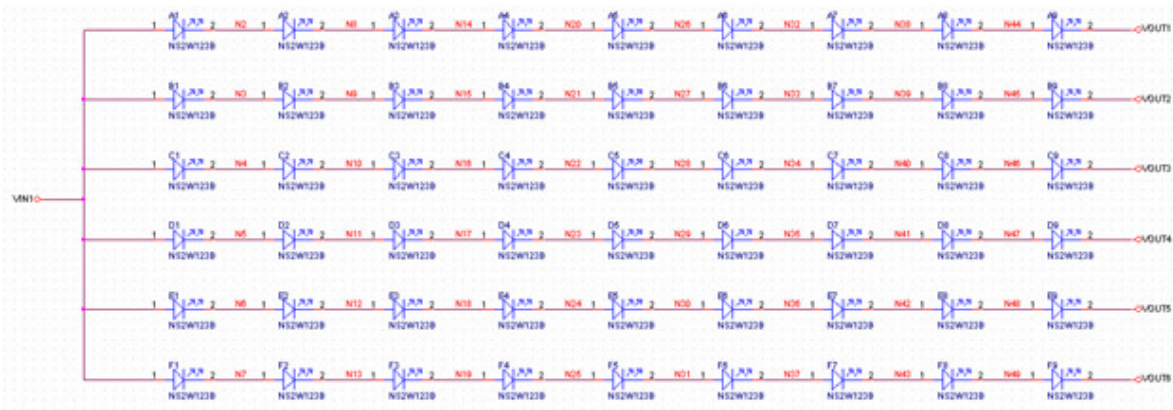 A1 A2 A3 A4 A5 A6 A7 A8 A9
1 2 N2 1 2 N8 1 2 N14 1 2 N20 1 2 N26 1 2 N32 1 2 N38 1 2 N44 1 2 VOUT1
NS2W123B NS2W123B NS2W123B NS2W123B NS2W123B NS2W123B NS2W123B NS2W123B NS2W123B
B1 B2 B3 B4 B5 B6 B7 B8 B9
1 2 N3 1 2 N9 1 2 N15 1 2 N21 1 2 N27 1 2 N33 1 2 N39 1 2 N45 1 2 VOUT2
NS2W123B NS2W123B NS2W123B NS2W123B NS2W123B NS2W123B NS2W123B NS2W123B NS2W123B
C1 C2 C3 C4 C5 C6 C7 C8 C9
1 2 N4 1 2 N10 1 2 N16 1 2 N22 1 2 N28 1 2 N34 1 2 N40 1 2 N46 1 2 VOUT3
NS2W123B NS2W123B NS2W123B NS2W123B NS2W123B NS2W123B NS2W123B NS2W123B NS2W123B
VIN1
D1 D2 D3 D4 D5 D6 D7 D8 D9
1 2 N5 1 2 N11 1 2 N17 1 2 N23 1 2 N29 1 2 N35 1 2 N41 1 2 N47 1 2 VOUT4
NS2W123B NS2W123B NS2W123B NS2W123B NS2W123B NS2W123B NS2W123B NS2W123B NS2W123B
E1 E2 E3 E4 E5 E6 E7 E8 E9
1 2 N6 1 2 N12 1 2 N18 1 2 N24 1 2 N30 1 2 N36 1 2 N42 1 2 N48 1 2 VOUT5
NS2W123B NS2W123B NS2W123B NS2W123B NS2W123B NS2W123B NS2W123B NS2W123B NS2W123B
F1 F2 F3 F4 F5 F6 F7 F8 F9
1 2 N7 1 2 N13 1 2 N19 1 2 N25 1 2 N31 1 2 N37 1 2 N43 1 2 N49 1 2 VOUT6
NS2W123B NS2W123B NS2W123B NS2W123B NS2W123B NS2W123B NS2W123B NS2W123B NS2W123B